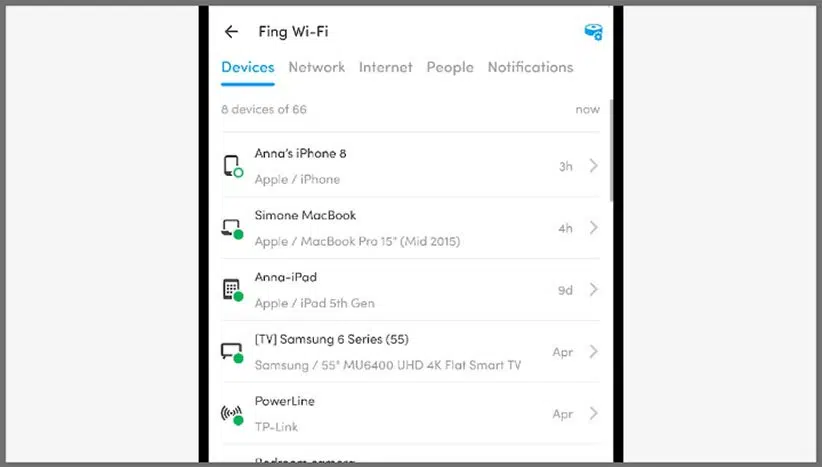 Fing Wi-Fi
Devices Network Internet People Notifications
8 devices of 66 now
Anna's iPhone 8
3h
Apple / iPhone
Simone MacBook
4h
Apple / MacBook Pro 15" (Mid 2015)
Anna-iPad
9d
Apple / iPad 5th Gen
[TV] Samsung 6 Series (55)
Apr
Samsung / 55" MU6400 UHD 4K Flat Smart TV
PowerLine
Apr
TP-Link
Bedroom camera